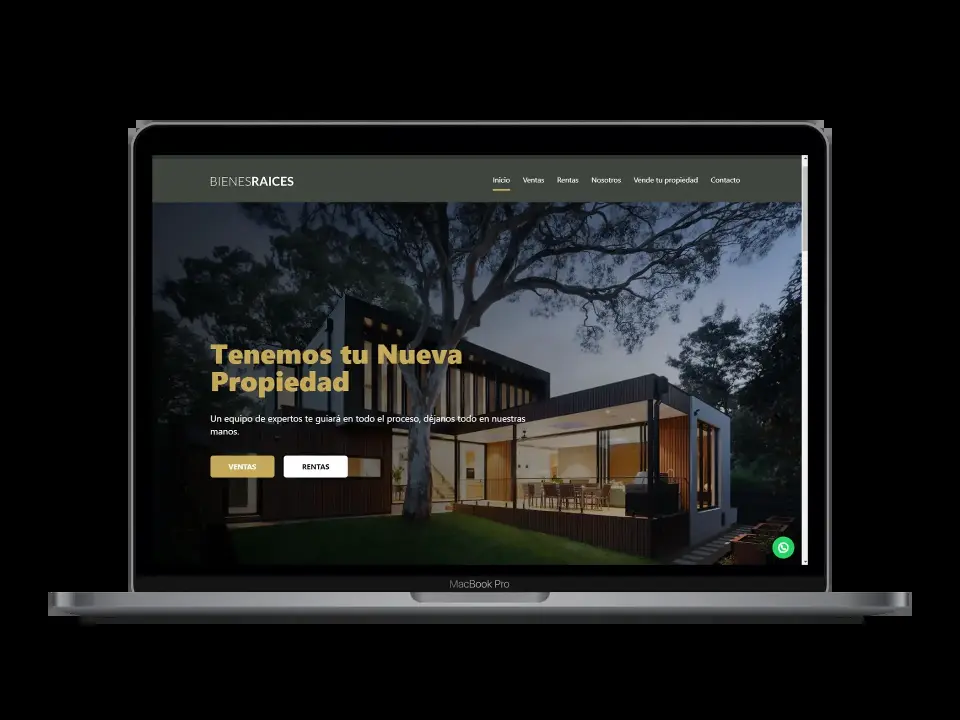 BIENESRAICES
Inicio Ventas Rentas Nosotros Vende tu propiedad Contacto
Tenemos tu Nueva
Propiedad
Un equipo de expertos te guiará en todo el proceso, déjanos todo en nuestras
manos.
VENTAS RENTAS
MacBook Pro